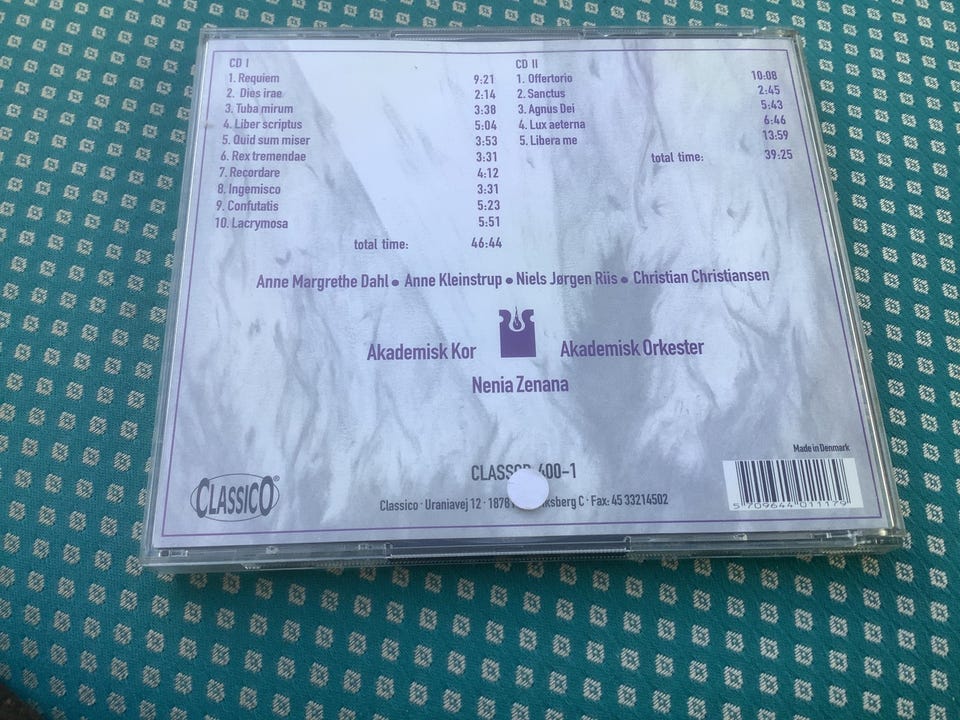 CD I
1. Requiem 9:21
2. Dies irae 2:14
3. Tuba mirum 3:38
4. Liber scriptus 5:04
5. Quid sum miser 3:53
6. Rex tremendae 3:31
7. Recordare 4:12
8. Ingemisco 3:31
9. Confutatis 5:23
10. Lacrymosa 5:51
total time: 46:44
CD II
1. Offertorio 10:08
2. Sanctus 2:45
3. Agnus Dei 5:43
4. Lux aeterna 6:46
5. Libera me 13:59
total time: 39:25
Anne Margrethe Dahl • Anne Kleinstrup • Niels Jørgen Riis • Christian Christiansen
Akademisk Kor Akademisk Orkester
Nenia Zenana
Made in Denmark
400-1
CLASSICO®
Classico · Uraniavej 12 · 1878 C · Fax: 45 33214502
5 709644 011179